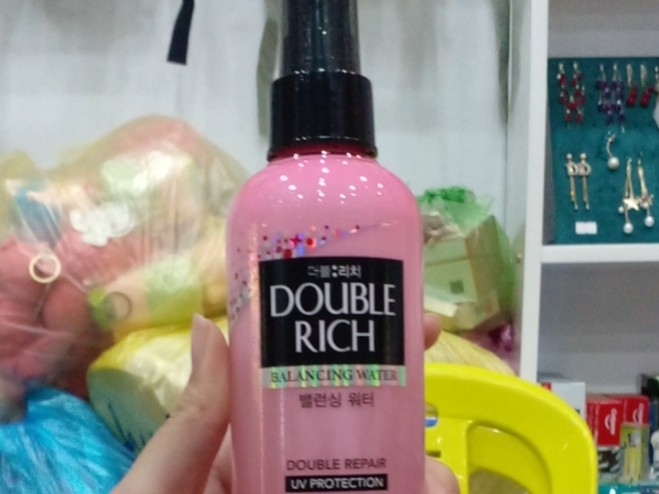 더블리치
DOUBLE
RICH
BALANCING WATER
밸런싱 워터
DOUBLE REPAIR
UV PROTECTION